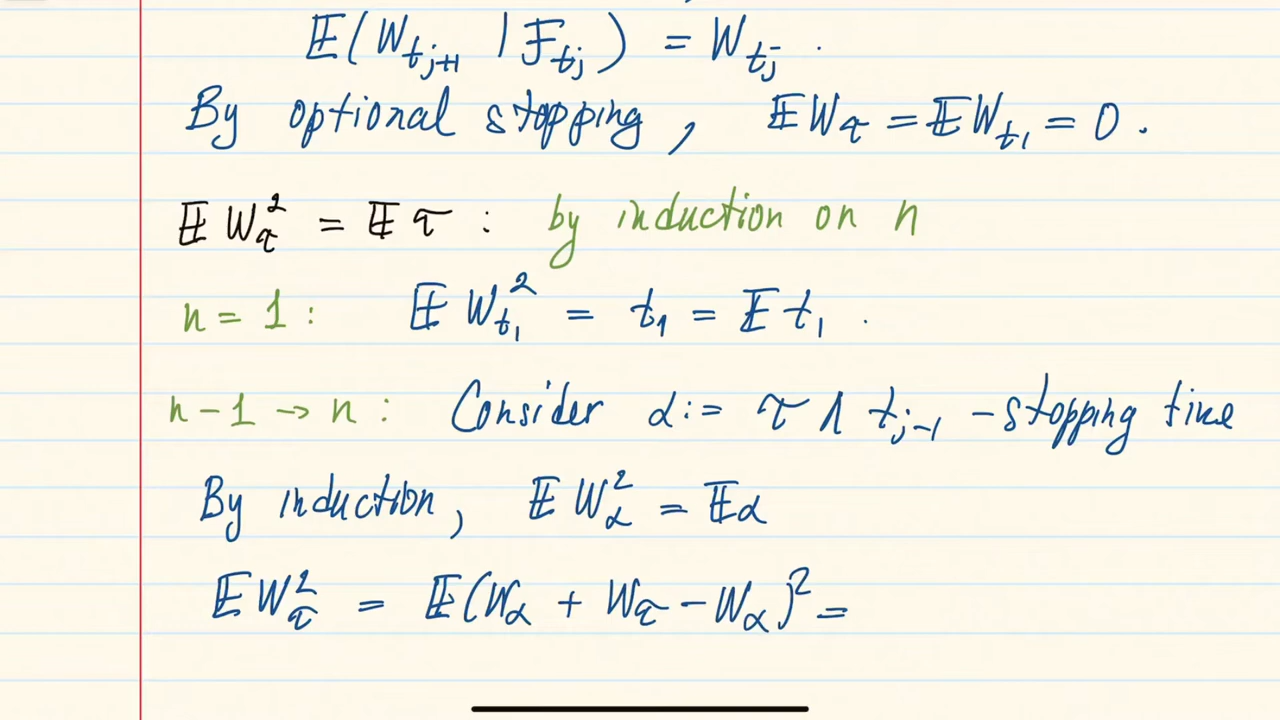 𝔼(W_{t_{j+1}} | ℱ_{t_j}) = W_{t_j}.
By optional stopping, 𝔼W_τ = 𝔼W_{t_1} = 0.
𝔼W_τ^2 = 𝔼τ : by induction on n
n = 1 : 𝔼W_{t_1}^2 = t_1 = 𝔼t_1.
n-1 → n : Consider α := τ ∧ t_{j-1} - stopping time
By induction, 𝔼W_α^2 = 𝔼α
𝔼W_τ^2 = 𝔼(W_α + W_τ - W_α)^2 =